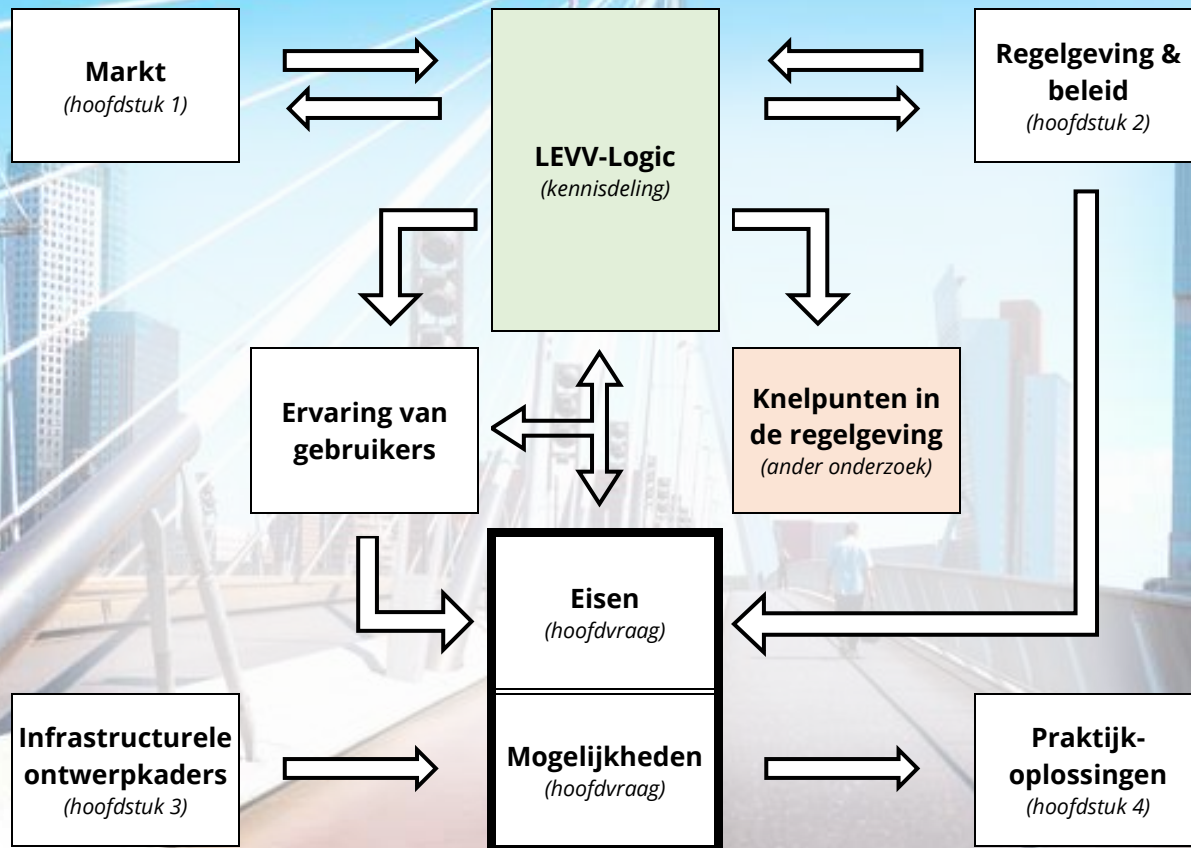 Markt
(hoofdstuk 1)
LEVV-Logic
(kennisdeling)
Regelgeving &
beleid
(hoofdstuk 2)
Ervaring van
gebruikers
Knelpunten in
de regelgeving
(ander onderzoek)
Eisen
(hoofdvraag)
Infrastructurele
ontwerpkaders
(hoofdstuk 3)
Mogelijkheden
(hoofdvraag)
Praktijk-
oplossingen
(hoofdstuk 4)